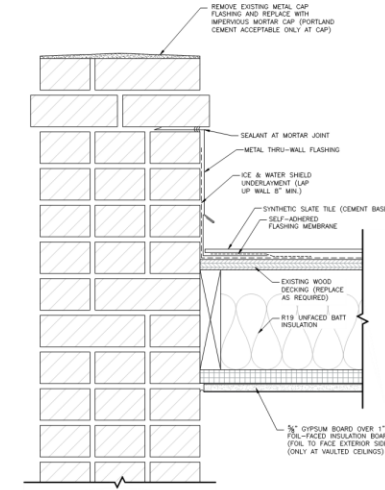 REMOVE EXISTING METAL CAP
FLASHING AND REPLACE WITH
IMPERVIOUS MORTAR CAP (PORTLAND
CEMENT ACCEPTABLE ONLY AT CAP)
SEALANT AT MORTAR JOINT
METAL THRU-WALL FLASHING
ICE & WATER SHIELD
UNDERLAYMENT (LAP
UP WALL 8" MIN.)
SYNTHETIC SLATE TILE (CEMENT BASE
SELF-ADHERED
FLASHING MEMBRANE
EXISTING WOOD
DECKING (REPLACE
AS REQUIRED)
R19 UNFACED BATT
INSULATION
⅝" GYPSUM BOARD OVER 1"
FOIL-FACED INSULATION BOAR
(FOIL TO FACE EXTERIOR SIDE
(ONLY AT VAULTED CEILINGS)